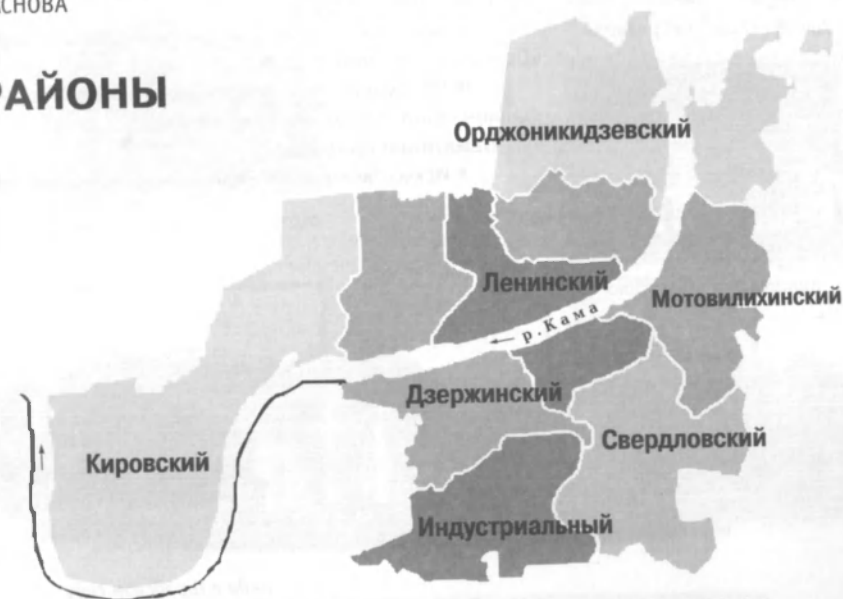 РАЙОНЫ
Орджоникидзевский
Ленинский
Мотовилихинский
р.Кама
Дзержинский
Свердловский
Кировский
Индустриальный